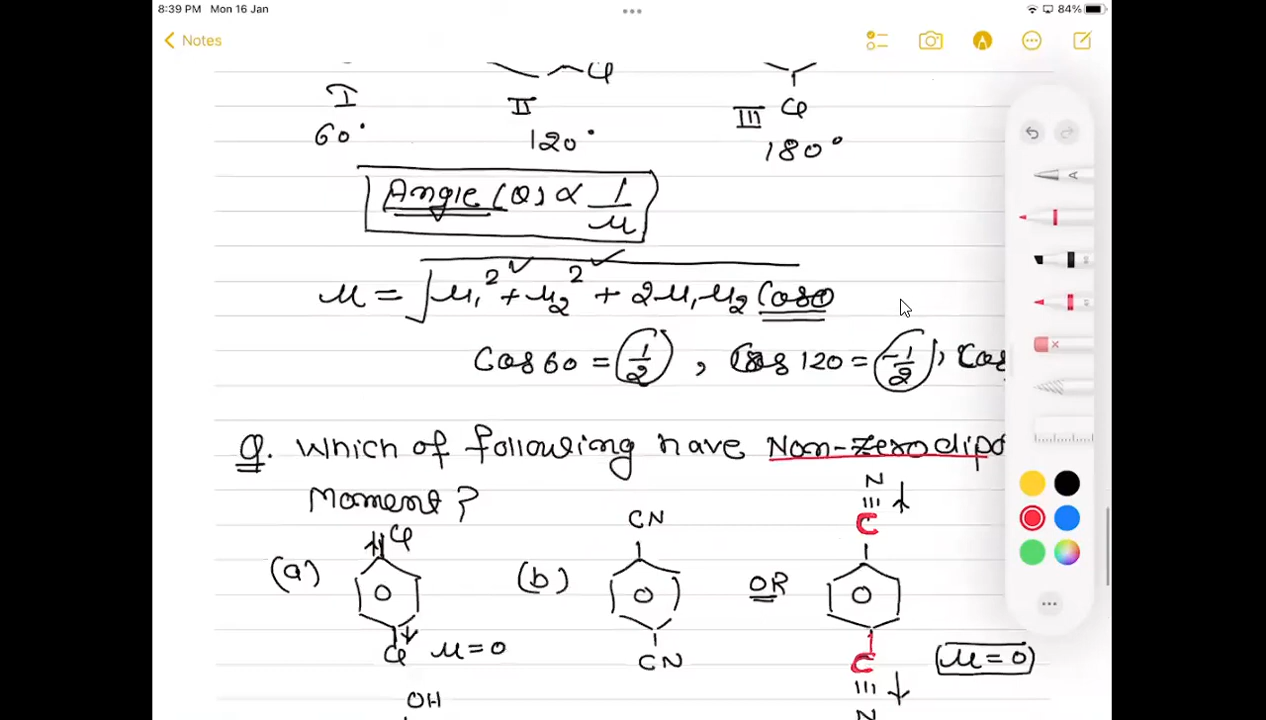 8:39 PM Mon 16 Jan 84%
Notes
Cl
I II III Cl
60° 120° 180°
Angle (θ) ∝ 1/μ
μ = √μ₁² + μ₂² + 2μ₁μ₂ Cosθ
Cos 60 = 1/2 , Cos 120 = -1/2 , Cos
Q. Which of following have Non-Zero dipo
Moment?
N
≡
CN C
(a) Cl (b) OR
Cl μ=0 CN C μ=0
≡
OH N